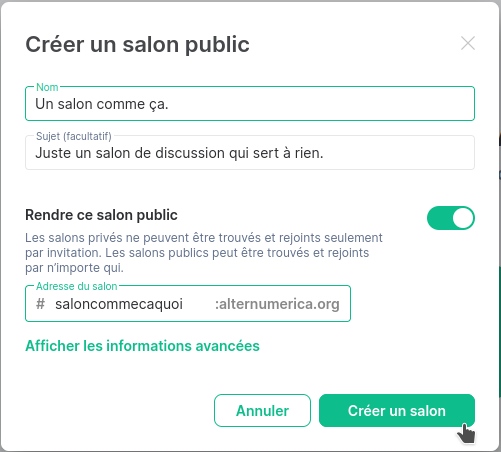 Créer un salon public
Nom
Un salon comme ça.
Sujet (facultatif)
Juste un salon de discussion qui sert à rien.
Rendre ce salon public
Les salons privés ne peuvent être trouvés et rejoints seulement
par invitation. Les salons publics peut être trouvés et rejoints
par n’importe qui.
Adresse du salon
# saloncommecaquoi :alternumerica.org
Afficher les informations avancées
Annuler
Créer un salon